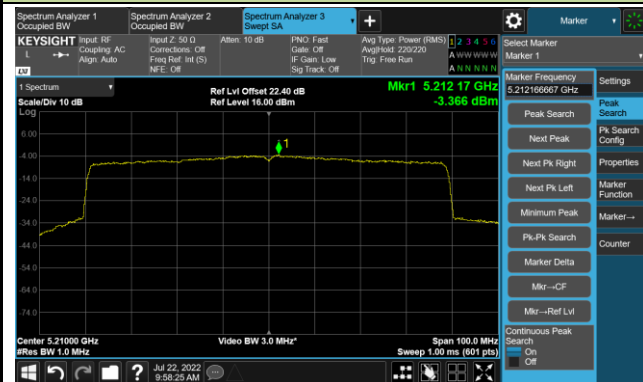 Spectrum Analyzer 1
Occupied BW
Spectrum Analyzer 2
Occupied BW
Spectrum Analyzer 3
Swept SA
Marker
KEYSIGHT
L
LXI
Input: RF
Coupling: AC
Align: Auto
Input Z: 50 Ω
Corrections: Off
Freq Ref: Int (S)
NFE: Off
Atten: 10 dB
PNO: Fast
Gate: Off
IF Gain: Low
Sig Track: Off
Avg Type: Power (RMS)
Avg|Hold: 220/220
Trig: Free Run
1 2 3 4 5 6
A W W W W W
A N N N N N
Select Marker
Marker 1
1 Spectrum
Scale/Div 10 dB
Log
Ref Lvl Offset 22.40 dB
Ref Level 16.00 dBm
Mkr1 5.212 17 GHz
-3.366 dBm
6.00
-4.00
-14.0
-24.0
-34.0
-44.0
-54.0
-64.0
-74.0
1
Center 5.21000 GHz
#Res BW 1.0 MHz
Video BW 3.0 MHz*
Span 100.0 MHz
Sweep 1.00 ms (601 pts)
Marker Frequency
5.212166667 GHz
Peak Search
Next Peak
Next Pk Right
Next Pk Left
Minimum Peak
Pk-Pk Search
Marker Delta
Mkr→CF
Mkr→Ref Lvl
Continuous Peak
Search
On
Off
Settings
Peak
Search
Pk Search
Config
Properties
Marker
Function
Marker→
Counter
Jul 22, 2022
9:58:25 AM